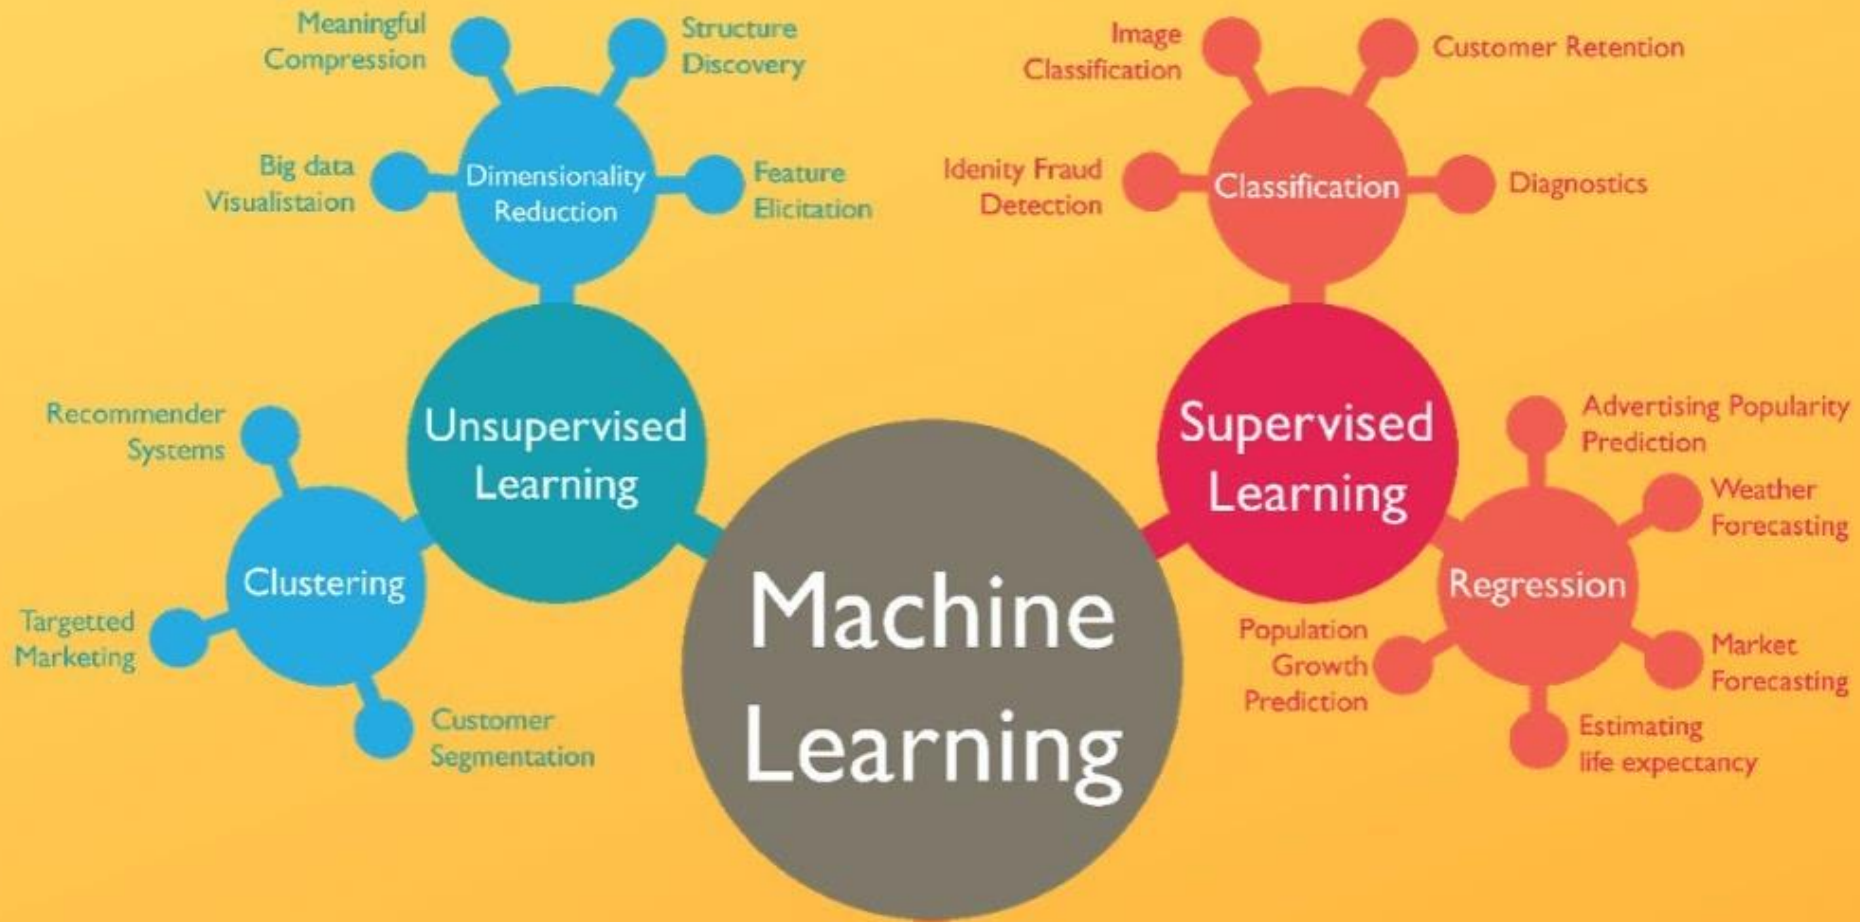 Meaningful
Compression
Structure
Discovery
Big data
Visualistaion
Dimensionality
Reduction
Feature
Elicitation
Image
Classification
Customer Retention
Idenity Fraud
Detection
Classification
Diagnostics
Recommender
Systems
Unsupervised
Learning
Clustering
Targetted
Marketing
Customer
Segmentation
Supervised
Learning
Advertising Popularity
Prediction
Weather
Forecasting
Regression
Population
Growth
Prediction
Market
Forecasting
Estimating
life expectancy
Machine
Learning